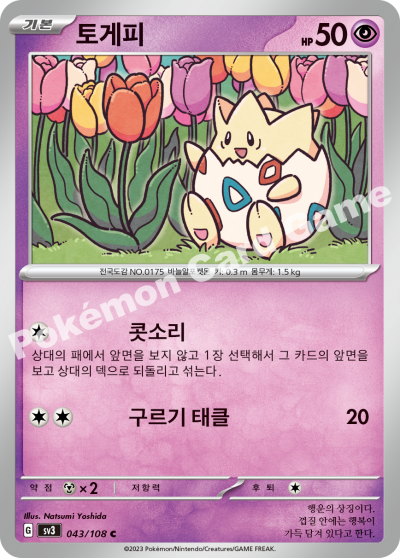 기본 토게피 HP 50
전국도감 NO.0175 바늘알포켓몬 키: 0.3 m 몸무게: 1.5 kg
콧소리
상대의 패에서 앞면을 보지 않고 1장 선택해서 그 카드의 앞면을
보고 상대의 덱으로 되돌리고 섞는다.
구르기 태클 20
약점 ×2 저항력 후퇴
Illus. Natsumi Yoshida
G sv3 043/108 C
행운의 상징이다.
껍질 안에는 행복이
가득 담겨 있다고 한다.
©2023 Pokémon/Nintendo/Creatures/GAME FREAK.
Pokémon Card Game